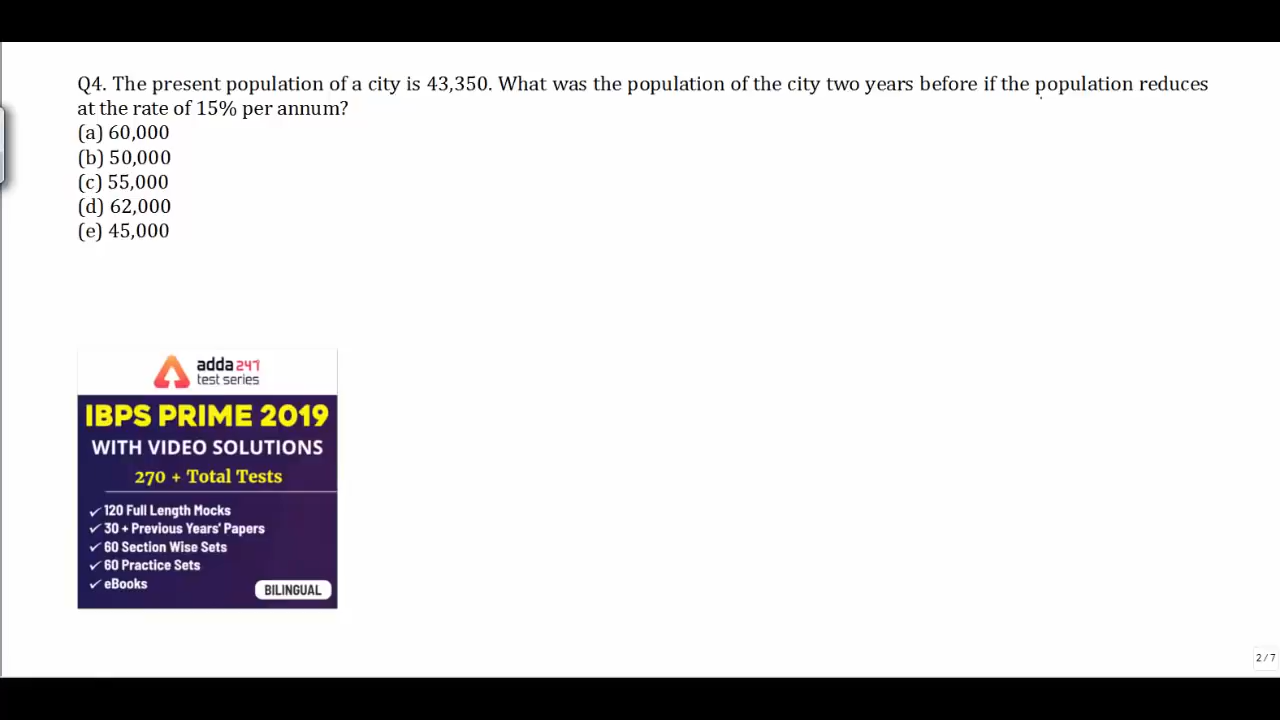 Q4. The present population of a city is 43,350. What was the population of the city two years before if the population reduces
at the rate of 15% per annum?
(a) 60,000
(b) 50,000
(c) 55,000
(d) 62,000
(e) 45,000
adda247
test series
IBPS PRIME 2019
WITH VIDEO SOLUTIONS
270 + Total Tests
✓ 120 Full Length Mocks
✓ 30 + Previous Years' Papers
✓ 60 Section Wise Sets
✓ 60 Practice Sets
✓ eBooks
BILINGUAL
2/7